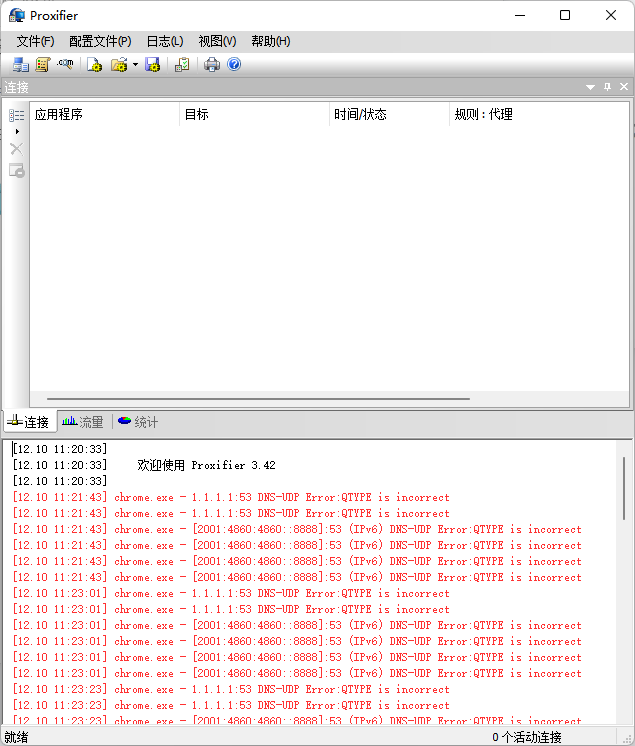 Proxifier
文件(F) 配置文件(P) 日志(L) 视图(V) 帮助(H)
.com
连接
应用程序 目标 时间/状态 规则 : 代理
连接 流量 统计
[12.10 11:20:33]
[12.10 11:20:33] 欢迎使用 Proxifier 3.42
[12.10 11:20:33]
[12.10 11:21:43] chrome.exe - 1.1.1.1:53 DNS-UDP Error:QTYPE is incorrect
[12.10 11:21:43] chrome.exe - 1.1.1.1:53 DNS-UDP Error:QTYPE is incorrect
[12.10 11:21:43] chrome.exe - [2001:4860:4860::8888]:53 (IPv6) DNS-UDP Error:QTYPE is incorrect
[12.10 11:21:43] chrome.exe - [2001:4860:4860::8888]:53 (IPv6) DNS-UDP Error:QTYPE is incorrect
[12.10 11:21:43] chrome.exe - [2001:4860:4860::8888]:53 (IPv6) DNS-UDP Error:QTYPE is incorrect
[12.10 11:21:43] chrome.exe - [2001:4860:4860::8888]:53 (IPv6) DNS-UDP Error:QTYPE is incorrect
[12.10 11:23:01] chrome.exe - 1.1.1.1:53 DNS-UDP Error:QTYPE is incorrect
[12.10 11:23:01] chrome.exe - 1.1.1.1:53 DNS-UDP Error:QTYPE is incorrect
[12.10 11:23:01] chrome.exe - [2001:4860:4860::8888]:53 (IPv6) DNS-UDP Error:QTYPE is incorrect
[12.10 11:23:01] chrome.exe - [2001:4860:4860::8888]:53 (IPv6) DNS-UDP Error:QTYPE is incorrect
[12.10 11:23:01] chrome.exe - [2001:4860:4860::8888]:53 (IPv6) DNS-UDP Error:QTYPE is incorrect
[12.10 11:23:01] chrome.exe - [2001:4860:4860::8888]:53 (IPv6) DNS-UDP Error:QTYPE is incorrect
[12.10 11:23:23] chrome.exe - 1.1.1.1:53 DNS-UDP Error:QTYPE is incorrect
[12.10 11:23:23] chrome.exe - 1.1.1.1:53 DNS-UDP Error:QTYPE is incorrect
[12.10 11:23:23] chrome.exe - [2001:4860:4860::8888]:53 (IPv6) DNS-UDP Error:QTYPE is incorrect
就绪 0 个活动连接